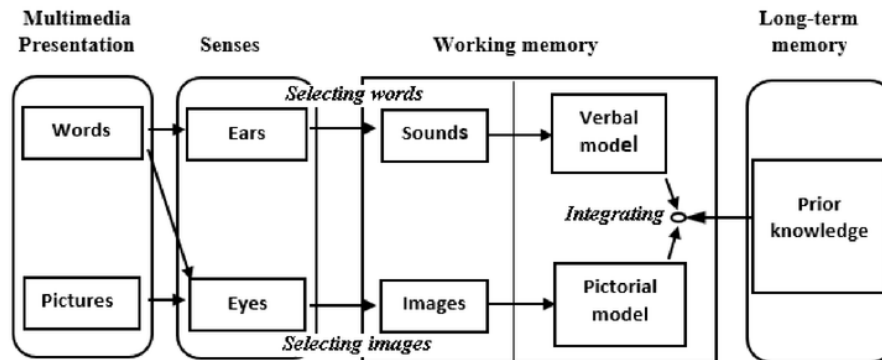 Multimedia
Presentation
Senses
Working memory
Long-term
memory
Selecting words
Words
Ears
Sounds
Verbal
model
Integrating
Prior
knowledge
Pictures
Eyes
Images
Pictorial
model
Selecting images